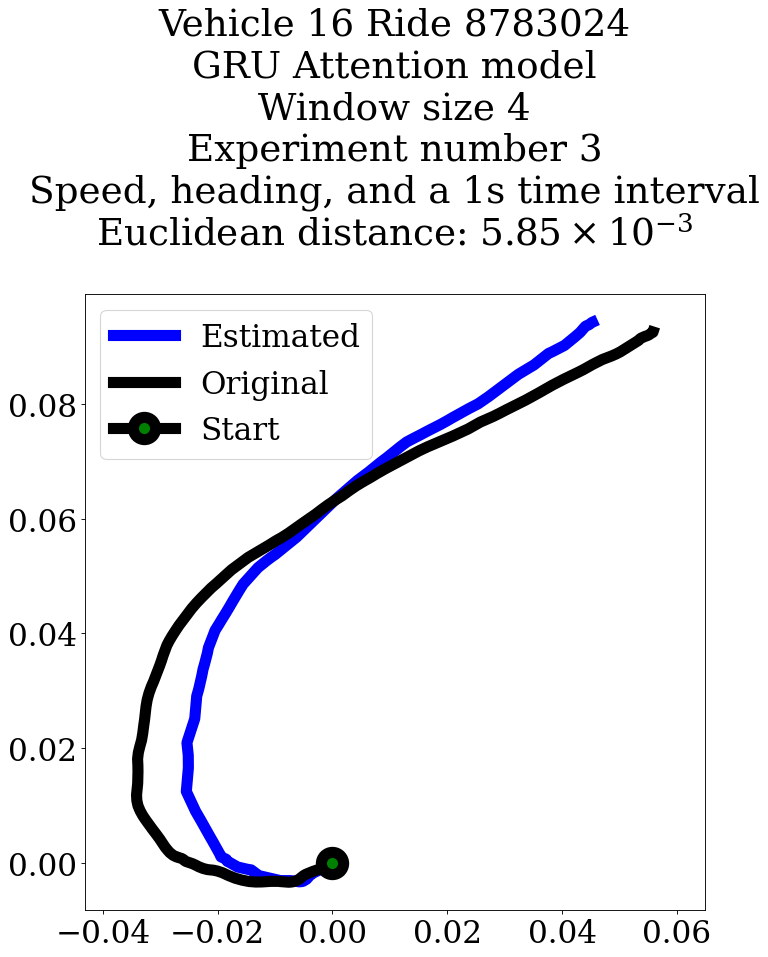 Vehicle 16 Ride 8783024
GRU Attention model
Window size 4
Experiment number 3
Speed, heading, and a 1s time interval
Euclidean distance: 5.85 × 10⁻³
Estimated
Original
Start
0.08
0.06
0.04
0.02
0.00
−0.04 −0.02 0.00 0.02 0.04 0.06